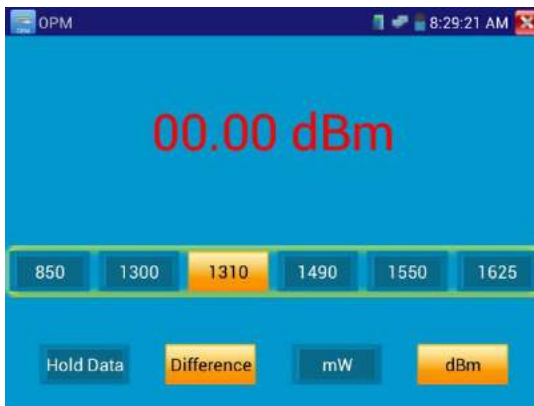 OPM 8:29:21 AM
OPM
00.00 dBm
850 1300 1310 1490 1550 1625
Hold Data Difference mW dBm